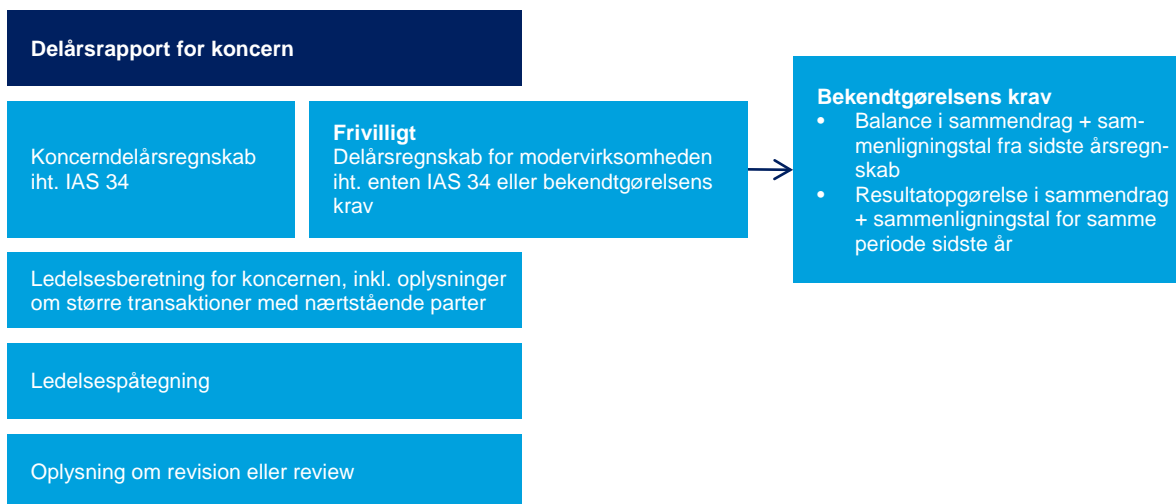 Delårsrapport for koncern
Koncerndelårsregnskab
iht. IAS 34
Frivilligt
Delårsregnskab for modervirksomheden
iht. enten IAS 34 eller bekendtgørelsens
krav
Bekendtgørelsens krav
• Balance i sammendrag + sam-
menligningstal fra sidste årsregn-
skab
• Resultatopgørelse i sammendrag
+ sammenligningstal for samme
periode sidste år
Ledelsesberetning for koncernen, inkl. oplysninger
om større transaktioner med nærtstående parter
Ledelsespåtegning
Oplysning om revision eller review